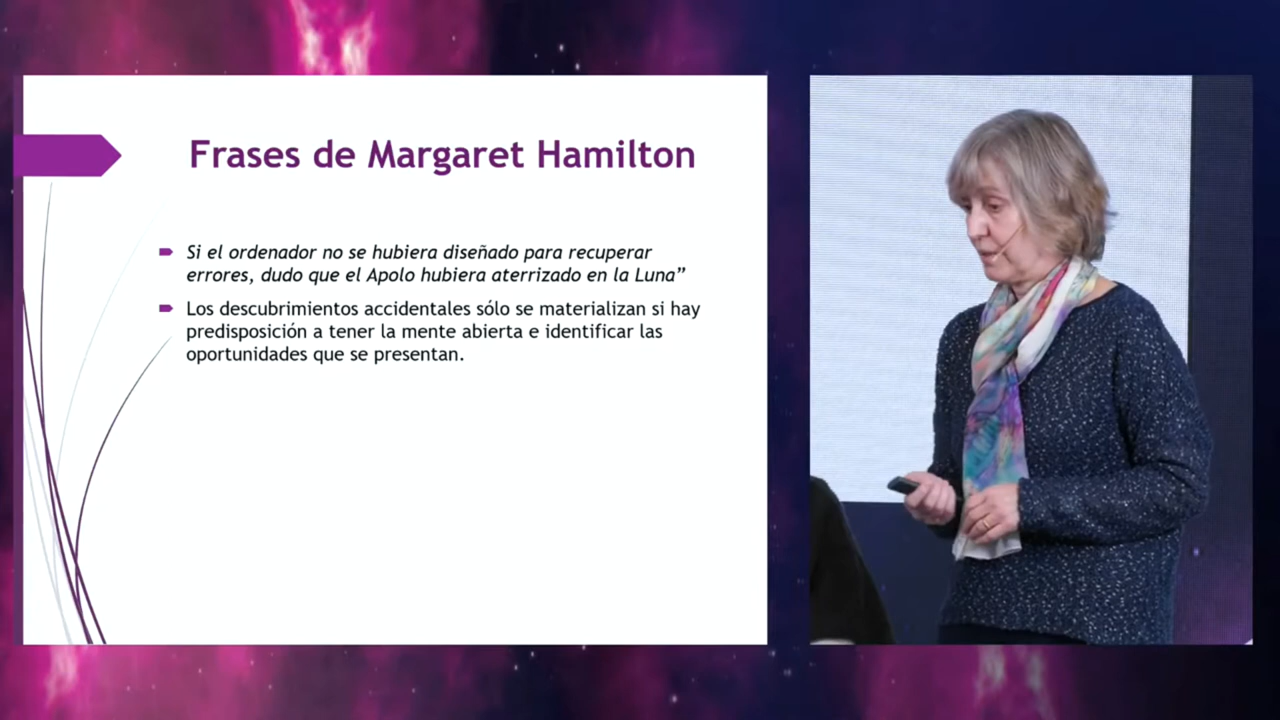 Frases de Margaret Hamilton
Si el ordenador no se hubiera diseñado para recuperar
errores, dudo que el Apolo hubiera aterrizado en la Luna”
Los descubrimientos accidentales sólo se materializan si hay
predisposición a tener la mente abierta e identificar las
oportunidades que se presentan.